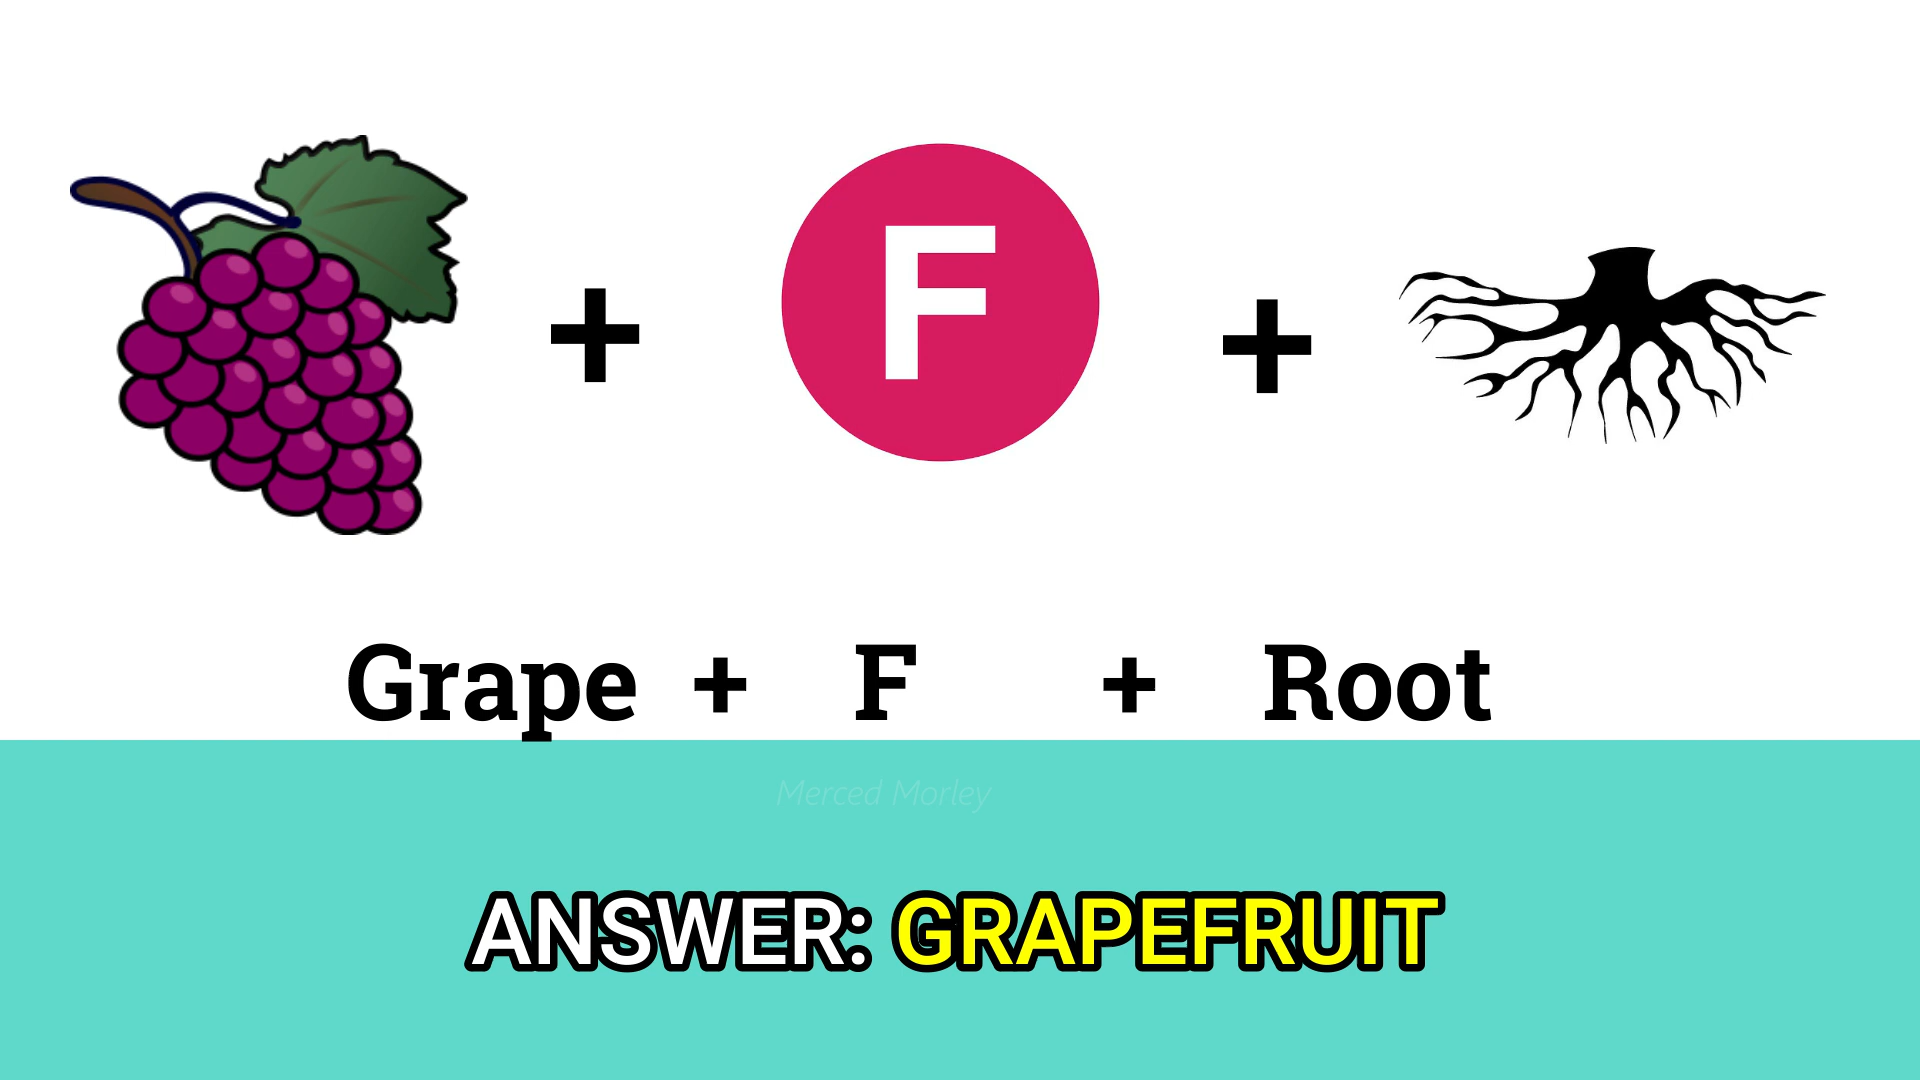 + F +
Grape + F + Root
Merced Morley
ANSWER: GRAPEFRUIT